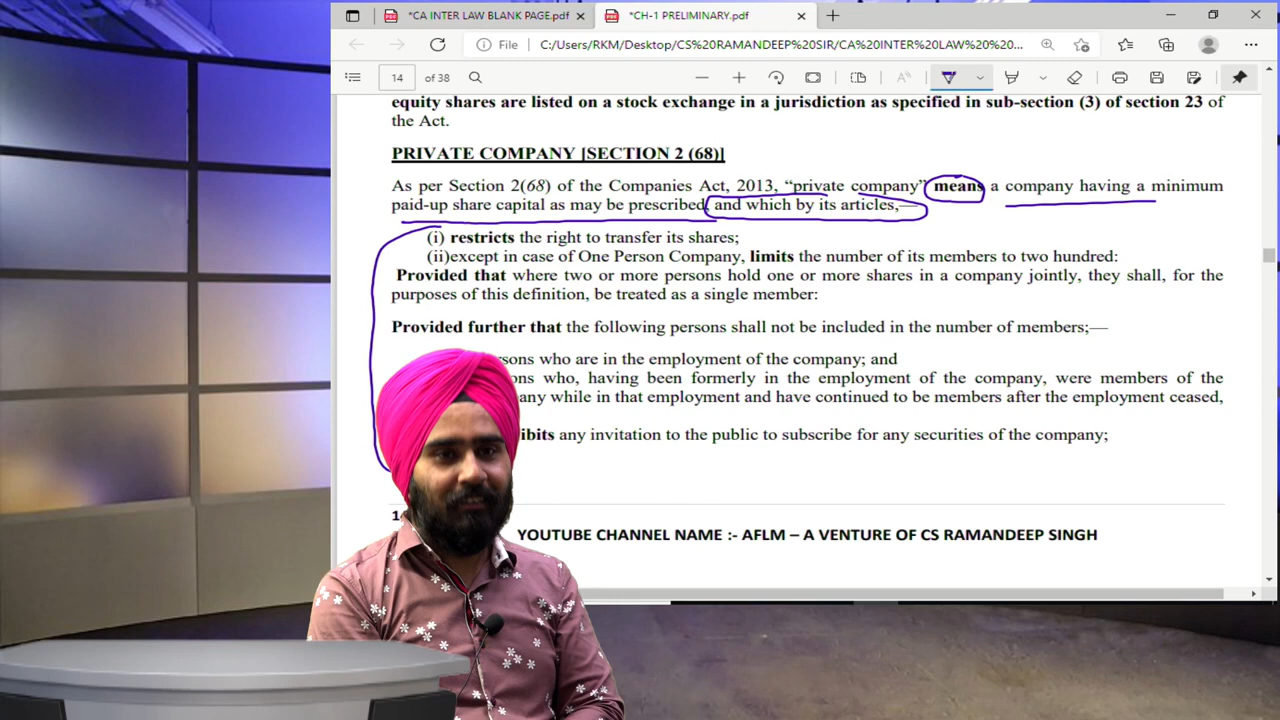 *CA INTER LAW BLANK PAGE.pdf
*CH-1 PRELIMINARY.pdf
File C:/Users/RKM/Desktop/CS%20RAMANDEEP%20SIR/CA%20INTER%20LAW%20%20...
14 of 38
equity shares are listed on a stock exchange in a jurisdiction as specified in sub-section (3) of section 23 of
the Act.
PRIVATE COMPANY [SECTION 2 (68)]
As per Section 2(68) of the Companies Act, 2013, “private company” means a company having a minimum
paid-up share capital as may be prescribed, and which by its articles,—
(i) restricts the right to transfer its shares;
(ii)except in case of One Person Company, limits the number of its members to two hundred:
Provided that where two or more persons hold one or more shares in a company jointly, they shall, for the
purposes of this definition, be treated as a single member:
Provided further that the following persons shall not be included in the number of members;—
who are in the employment of the company; and
who, having been formerly in the employment of the company, were members of the
while in that employment and have continued to be members after the employment ceased,
any invitation to the public to subscribe for any securities of the company;
YOUTUBE CHANNEL NAME :- AFLM – A VENTURE OF CS RAMANDEEP SINGH